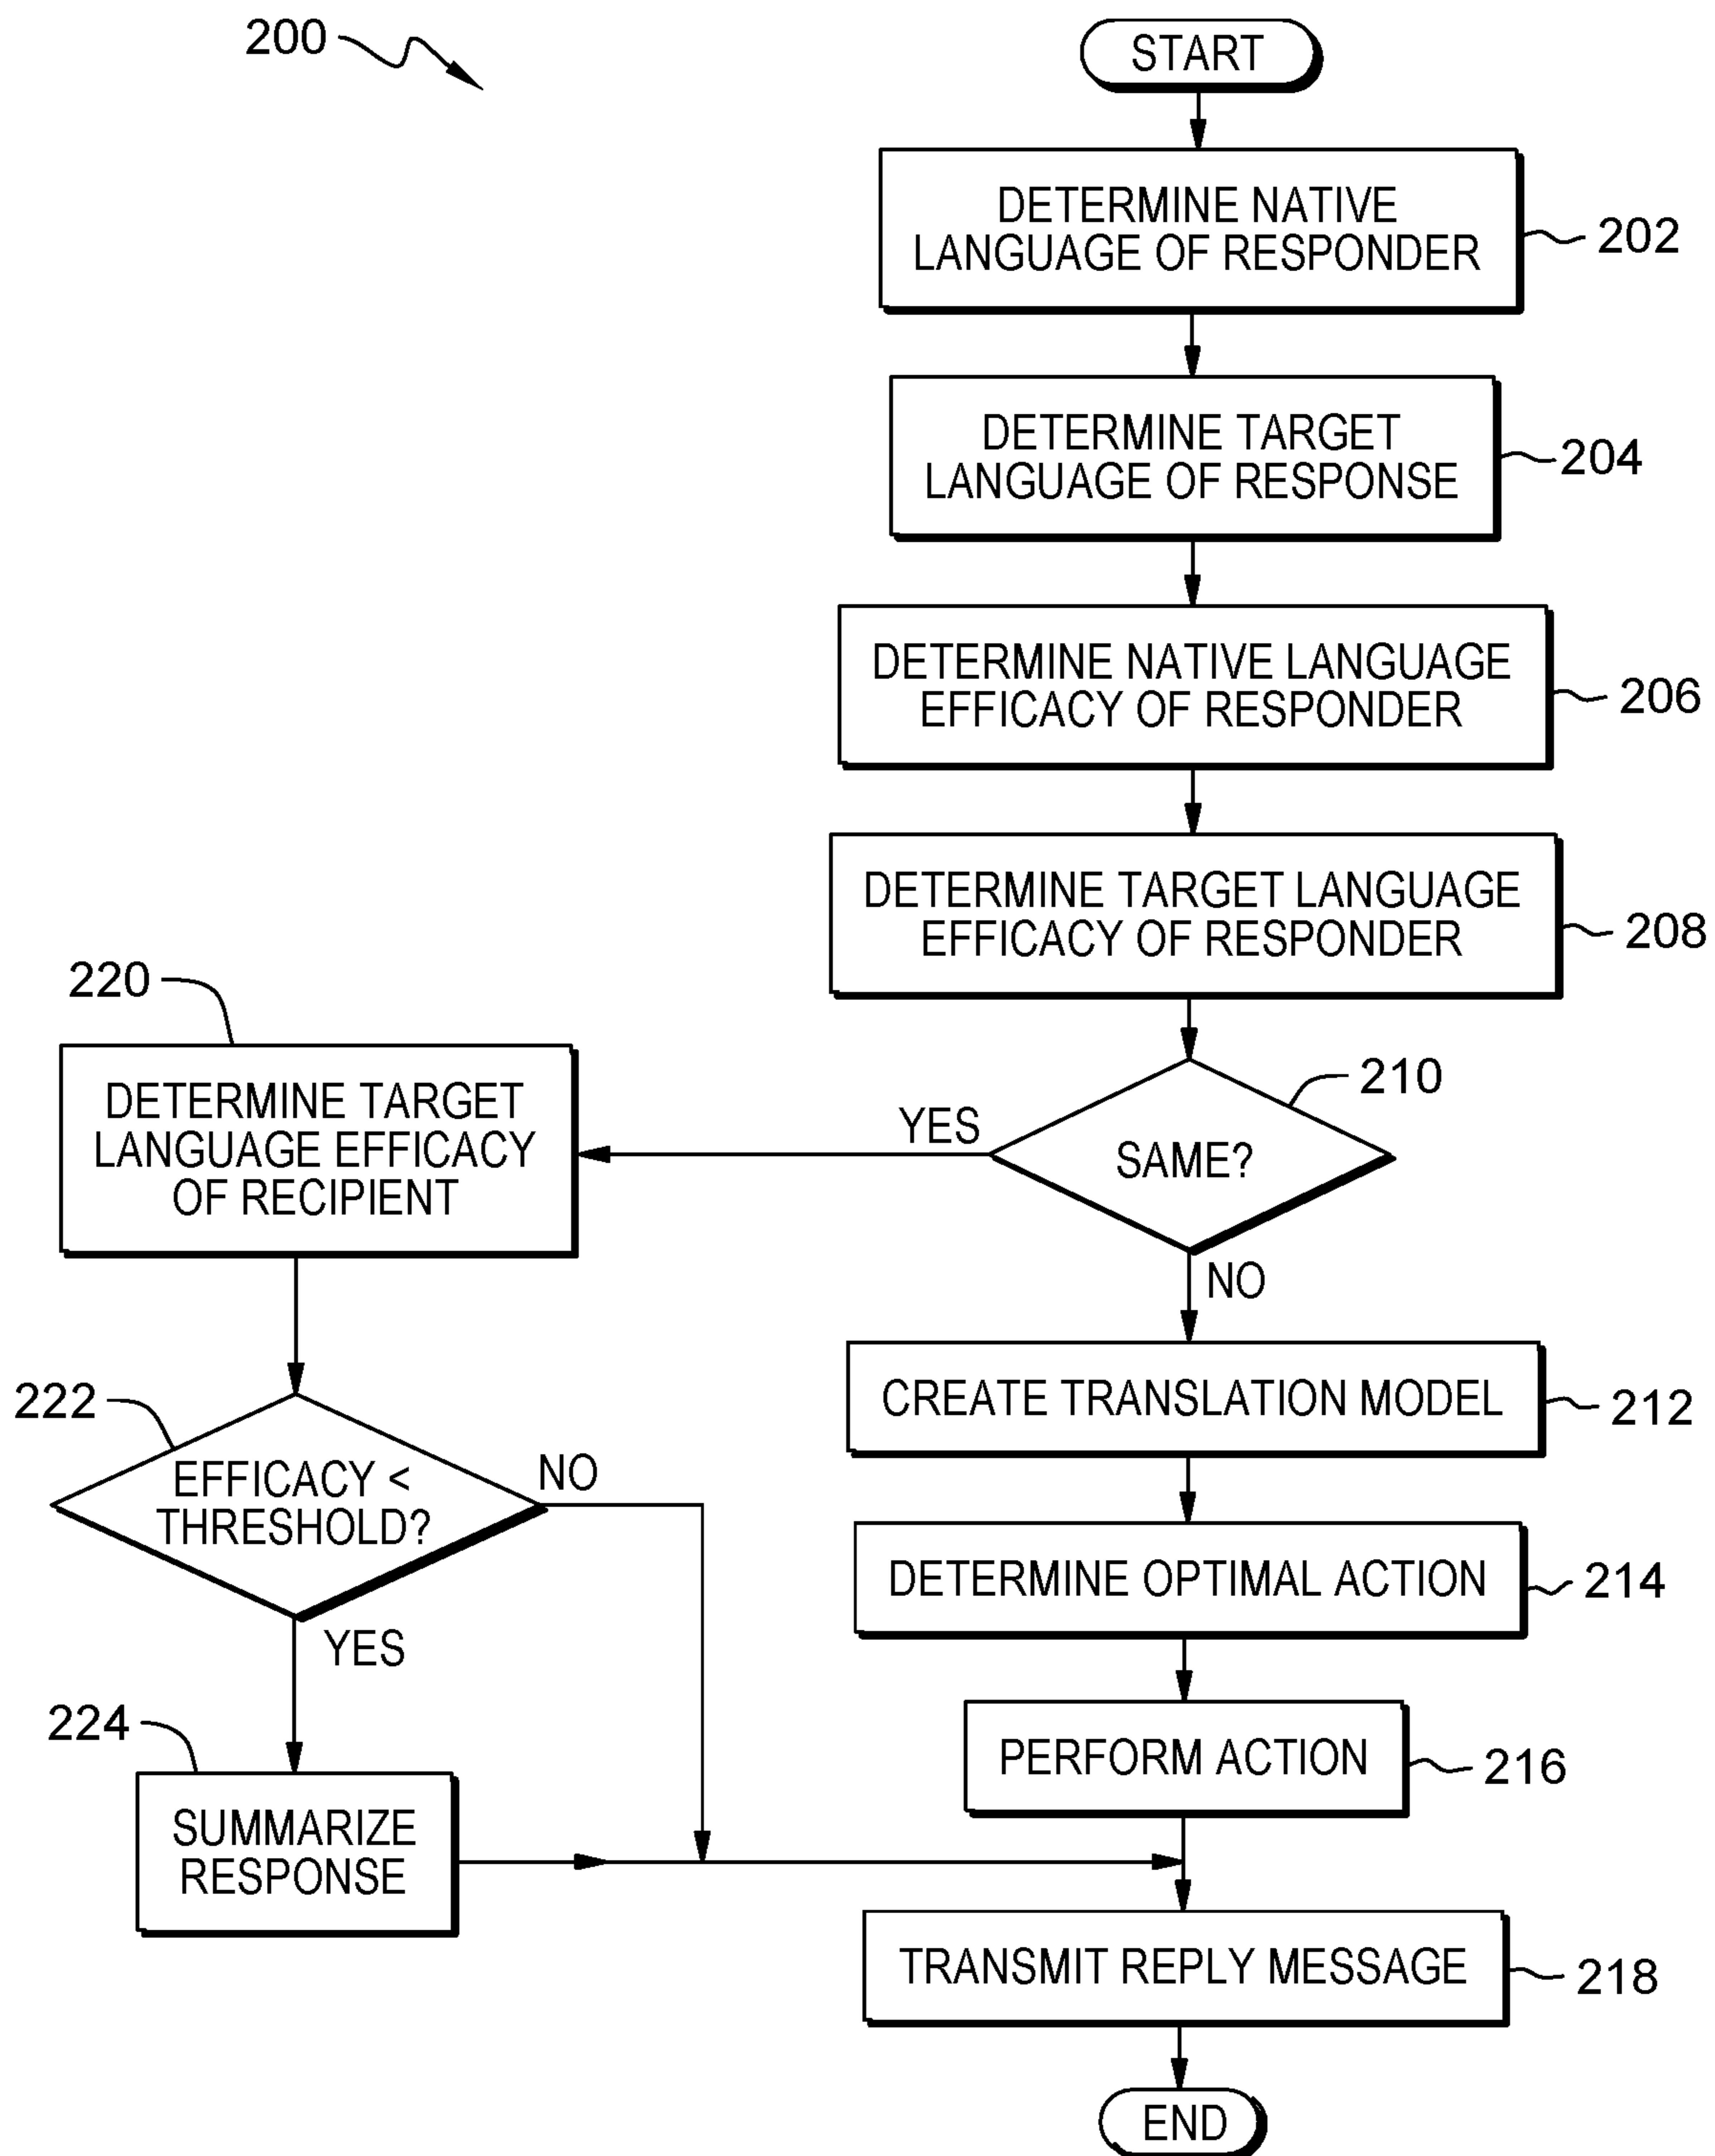 200
START
DETERMINE NATIVE
LANGUAGE OF RESPONDER
202
DETERMINE TARGET
LANGUAGE OF RESPONSE
204
DETERMINE NATIVE LANGUAGE
EFFICACY OF RESPONDER
206
DETERMINE TARGET LANGUAGE
EFFICACY OF RESPONDER
208
210
SAME?
YES
NO
220
DETERMINE TARGET
LANGUAGE EFFICACY
OF RECIPIENT
222
EFFICACY <
THRESHOLD?
NO
YES
224
SUMMARIZE
RESPONSE
CREATE TRANSLATION MODEL
212
DETERMINE OPTIMAL ACTION
214
PERFORM ACTION
216
TRANSMIT REPLY MESSAGE
218
END